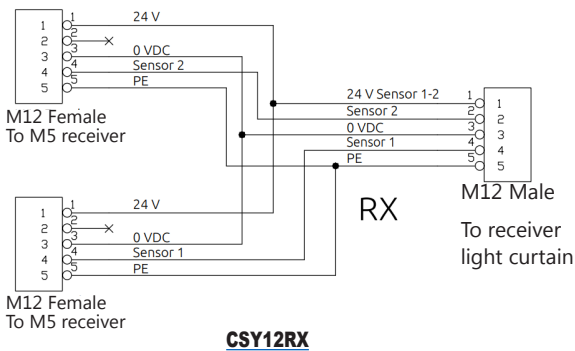 1 1 24 V
2 2
3 3 0 VDC
4 4 Sensor 2
5 5 PE
M12 Female
To M5 receiver
24 V Sensor 1-2 1 1
Sensor 2 2 2
0 VDC 3 3
Sensor 1 4 4
PE 5 5
M12 Male
To receiver
light curtain
RX
1 1 24 V
2 2
3 3 0 VDC
4 4 Sensor 1
5 5 PE
M12 Female
To M5 receiver
CSY12RX